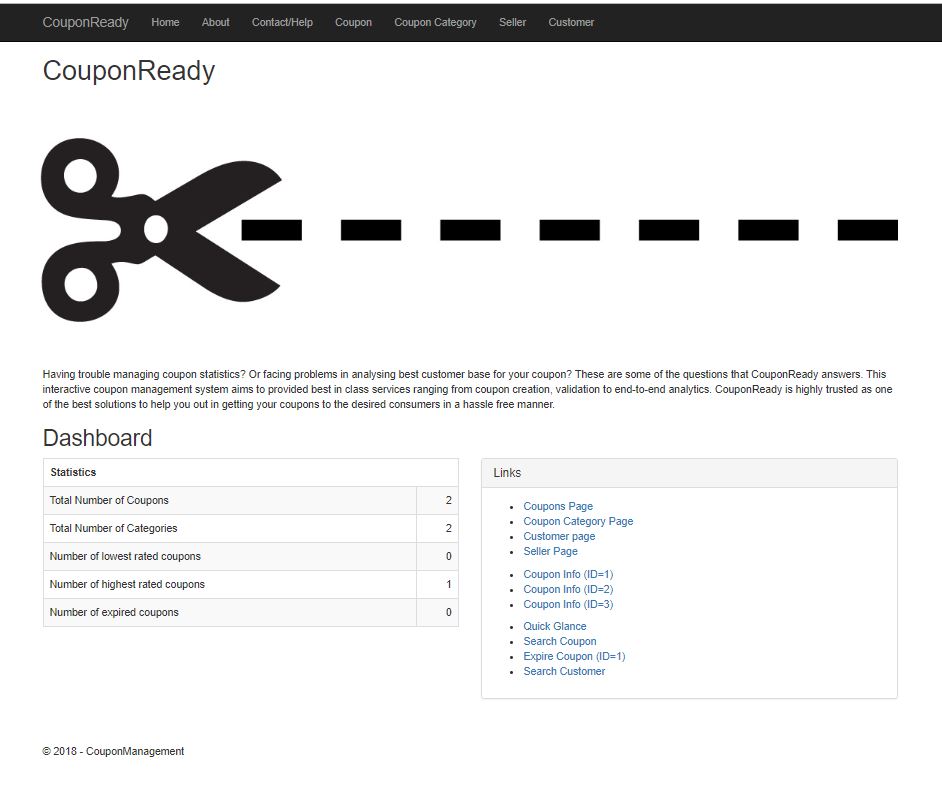 CouponReady Home About Contact/Help Coupon Coupon Category Seller Customer
CouponReady
Having trouble managing coupon statistics? Or facing problems in analysing best customer base for your coupon? These are some of the questions that CouponReady answers. This
interactive coupon management system aims to provided best in class services ranging from coupon creation, validation to end-to-end analytics. CouponReady is highly trusted as one
of the best solutions to help you out in getting your coupons to the desired consumers in a hassle free manner.
Dashboard
Statistics
Total Number of Coupons 2
Total Number of Categories 2
Number of lowest rated coupons 0
Number of highest rated coupons 1
Number of expired coupons 0
Links
Coupons Page
Coupon Category Page
Customer page
Seller Page
Coupon Info (ID=1)
Coupon Info (ID=2)
Coupon Info (ID=3)
Quick Glance
Search Coupon
Expire Coupon (ID=1)
Search Customer
© 2018 - CouponManagement